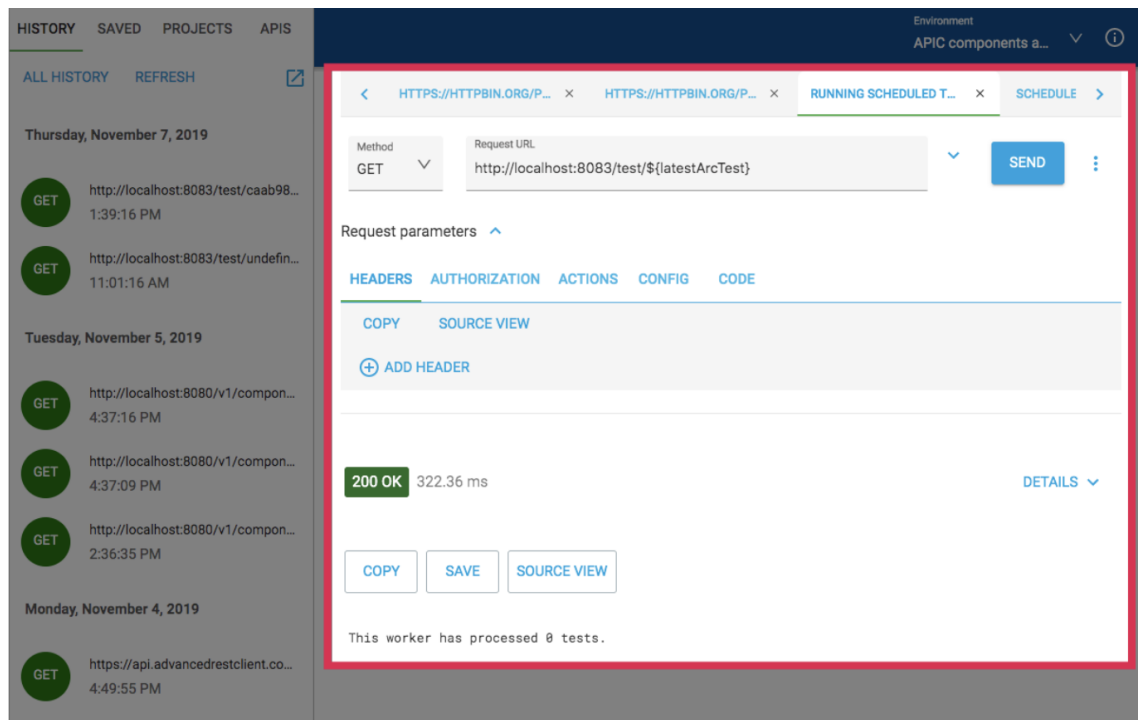 HISTORY SAVED PROJECTS APIS
Environment
APIC components a...
ALL HISTORY REFRESH
Thursday, November 7, 2019
GET
http://localhost:8083/test/caab98...
1:39:16 PM
GET
http://localhost:8083/test/undefin...
11:01:16 AM
Tuesday, November 5, 2019
GET
http://localhost:8080/v1/compon...
4:37:16 PM
GET
http://localhost:8080/v1/compon...
4:37:09 PM
GET
http://localhost:8080/v1/compon...
2:36:35 PM
Monday, November 4, 2019
GET
https://api.advancedrestclient.co...
4:49:55 PM
HTTPS://HTTPBIN.ORG/P... HTTPS://HTTPBIN.ORG/P... RUNNING SCHEDULED T... SCHEDULE
Method
GET
Request URL
http://localhost:8083/test/${latestArcTest}
SEND
Request parameters
HEADERS AUTHORIZATION ACTIONS CONFIG CODE
COPY SOURCE VIEW
ADD HEADER
200 OK 322.36 ms DETAILS
COPY SAVE SOURCE VIEW
This worker has processed 0 tests.